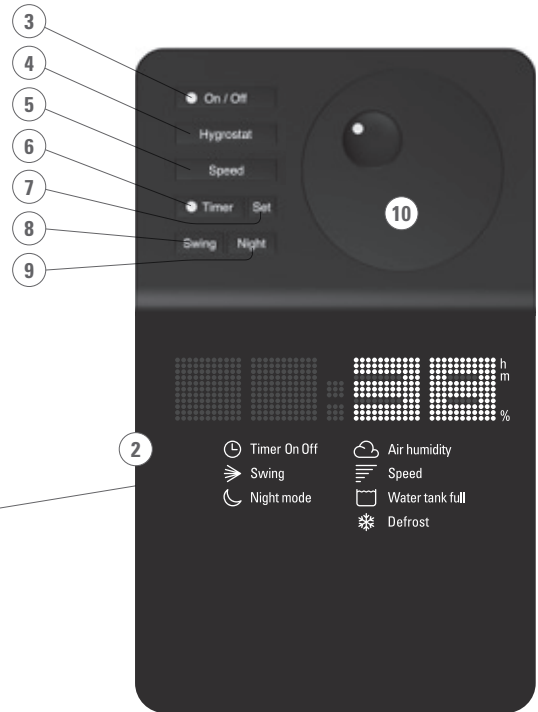 3
4
5
6
7
8
9
On / Off
Hygrostat
Speed
Timer Set
Swing Night
10
38
h
m
%
2
Timer On Off
Swing
Night mode
Air humidity
Speed
Water tank full
Defrost